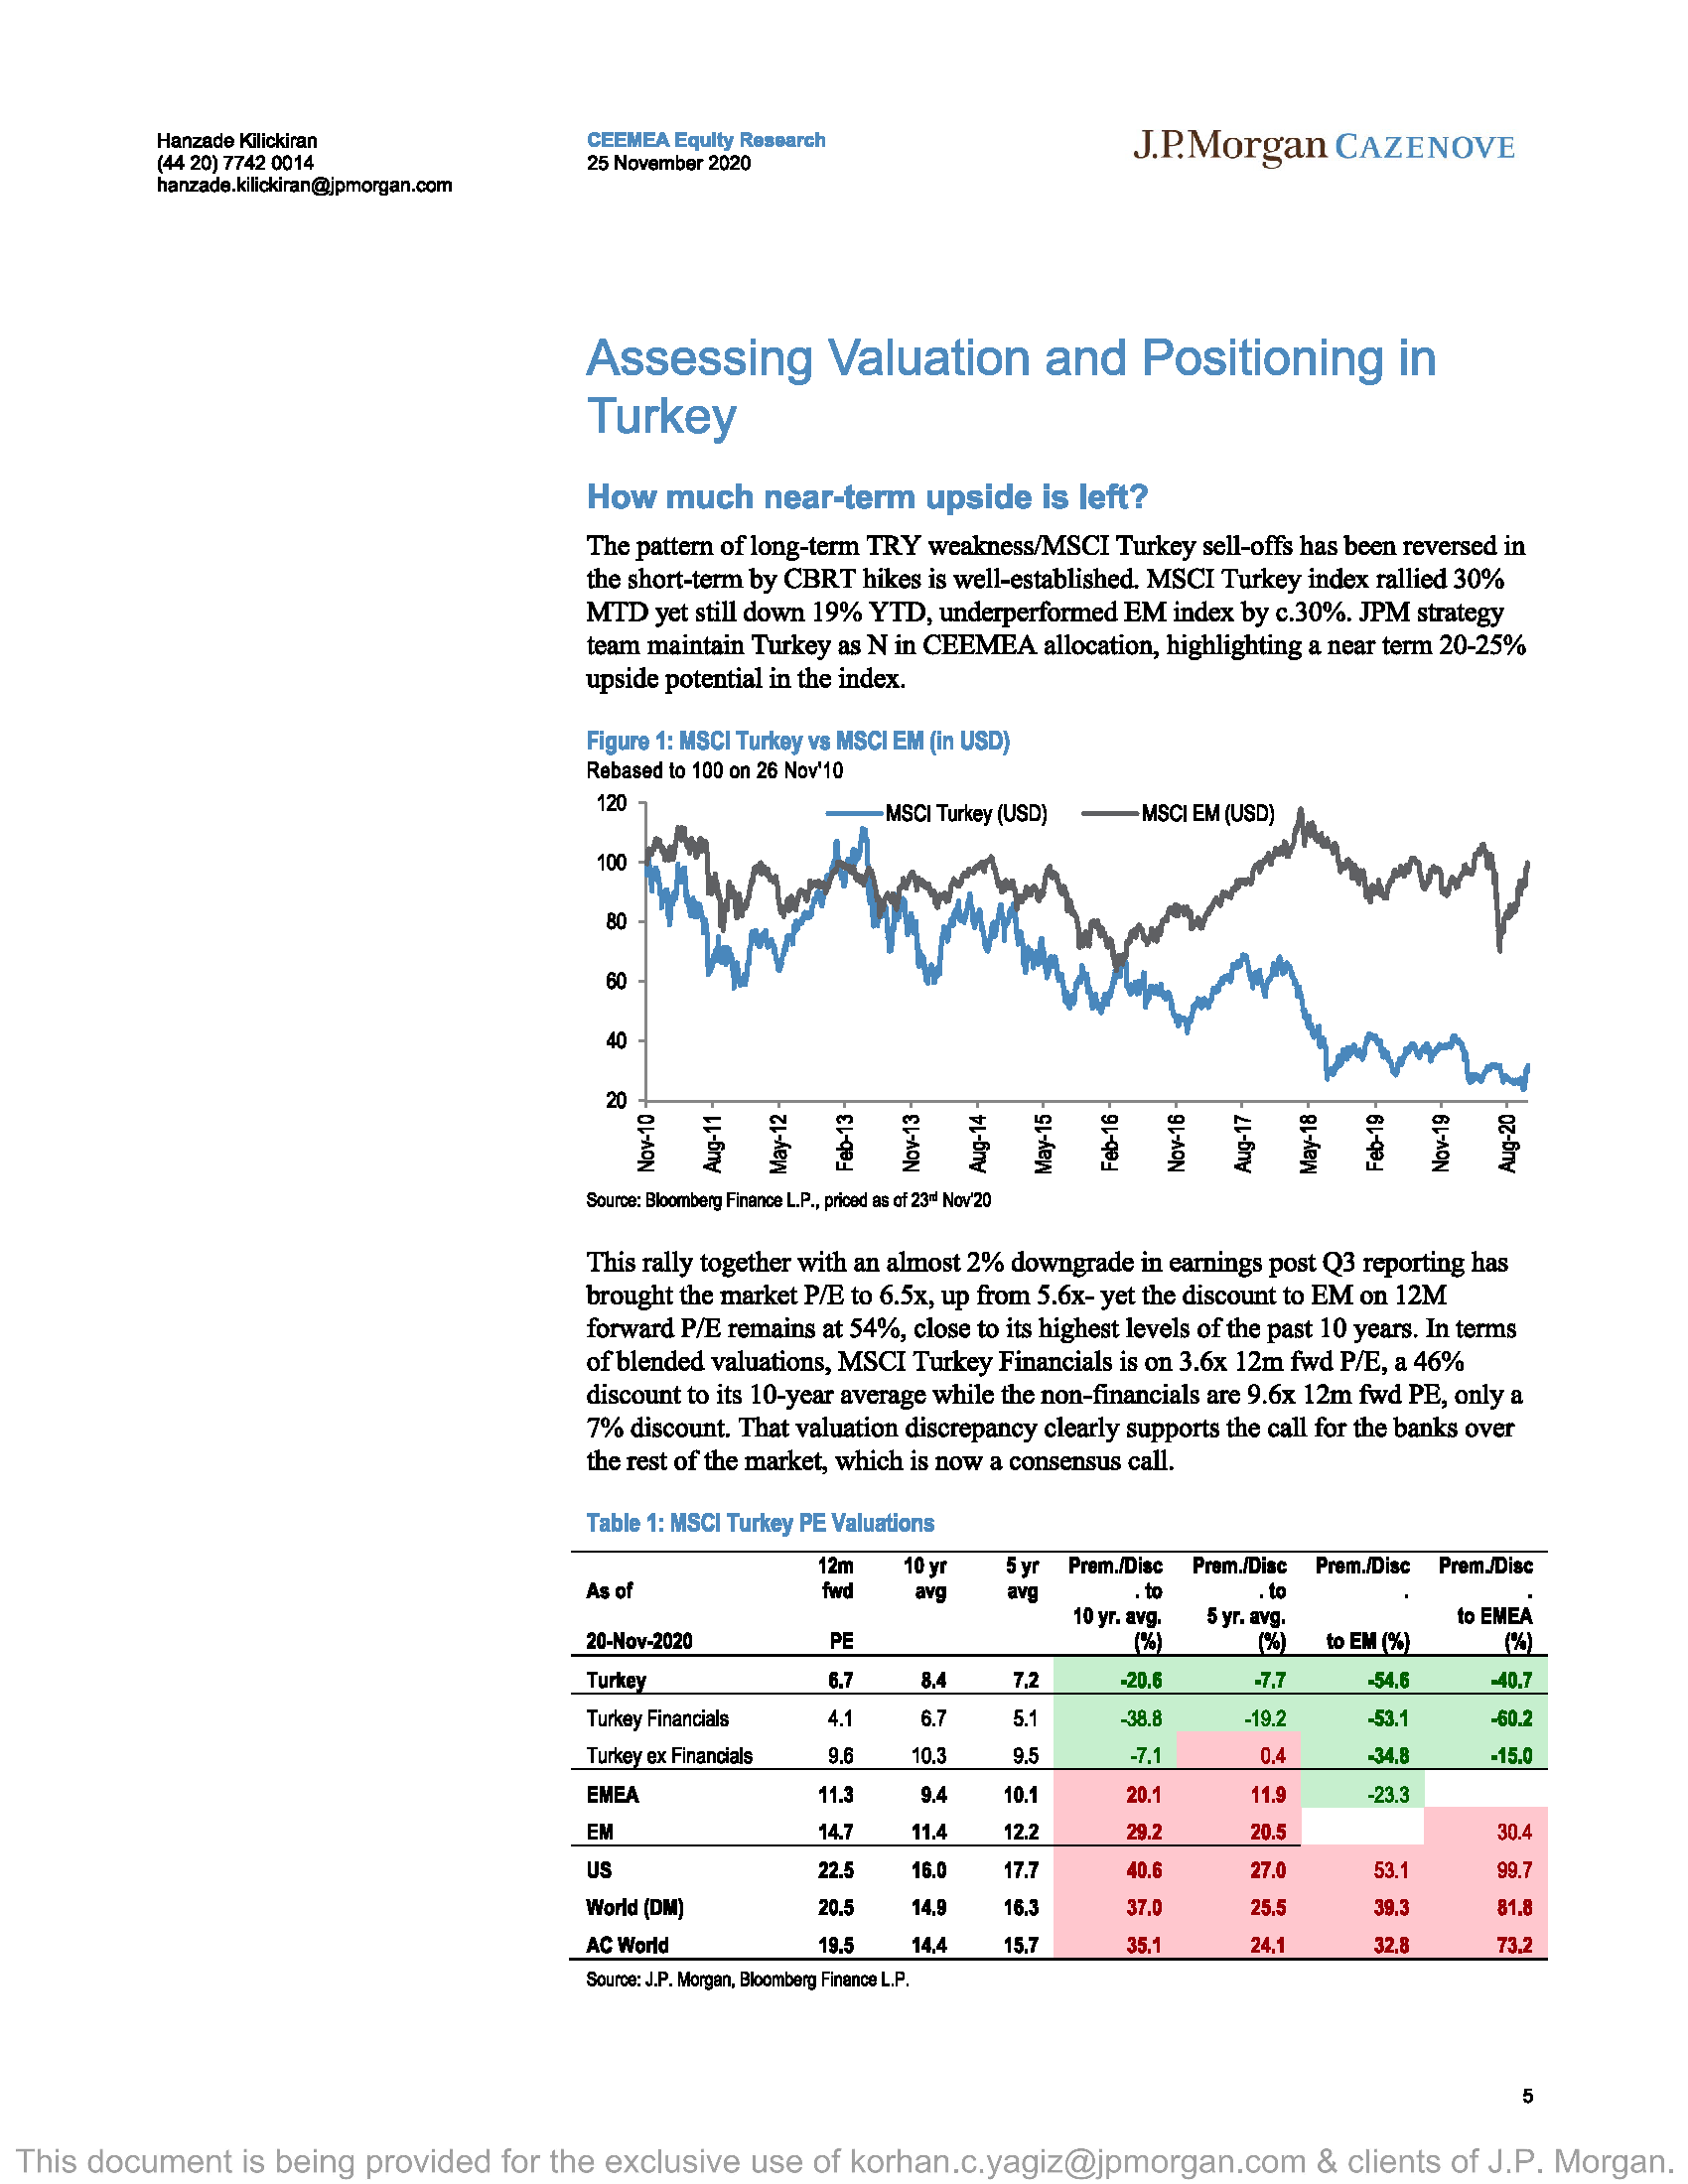 Hanzade Kilickiran
(44 20) 7742 0014
hanzade.kilickiran@jpmorgan.com
CEEMEA Equity Research
25 November 2020
J.P.Morgan CAZENOVE
Assessing Valuation and Positioning in
Turkey
How much near-term upside is left?
The pattern of long-term TRY weakness/MSCI Turkey sell-offs has been reversed in
the short-term by CBRT hikes is well-established. MSCI Turkey index rallied 30%
MTD yet still down 19% YTD, underperformed EM index by c.30%. JPM strategy
team maintain Turkey as N in CEEMEA allocation, highlighting a near term 20-25%
upside potential in the index.
Figure 1: MSCI Turkey vs MSCI EM (in USD)
Rebased to 100 on 26 Nov'10
MSCI Turkey (USD) MSCI EM (USD)
120
100
80
60
40
20
Nov-10 Aug-11 May-12 Feb-13 Nov-13 Aug-14 May-15 Feb-16 Nov-16 Aug-17 May-18 Feb-19 Nov-19 Aug-20
Source: Bloomberg Finance L.P., priced as of 23rd Nov'20
This rally together with an almost 2% downgrade in earnings post Q3 reporting has
brought the market P/E to 6.5x, up from 5.6x- yet the discount to EM on 12M
forward P/E remains at 54%, close to its highest levels of the past 10 years. In terms
of blended valuations, MSCI Turkey Financials is on 3.6x 12m fwd P/E, a 46%
discount to its 10-year average while the non-financials are 9.6x 12m fwd PE, only a
7% discount. That valuation discrepancy clearly supports the call for the banks over
the rest of the market, which is now a consensus call.
Table 1: MSCI Turkey PE Valuations
12m 10 yr 5 yr Prem./Disc Prem./Disc Prem./Disc Prem./Disc
As of fwd avg avg . to . to . .
10 yr. avg. 5 yr. avg. to EMEA
20-Nov-2020 PE (%) (%) to EM (%) (%)
Turkey 6.7 8.4 7.2 -20.6 -7.7 -54.6 -40.7
Turkey Financials 4.1 6.7 5.1 -38.8 -19.2 -53.1 -60.2
Turkey ex Financials 9.6 10.3 9.5 -7.1 0.4 -34.8 -15.0
EMEA 11.3 9.4 10.1 20.1 11.9 -23.3
EM 14.7 11.4 12.2 29.2 20.5 30.4
US 22.5 16.0 17.7 40.6 27.0 53.1 99.7
World (DM) 20.5 14.9 16.3 37.0 25.5 39.3 81.8
AC World 19.5 14.4 15.7 35.1 24.1 32.8 73.2
Source: J.P. Morgan, Bloomberg Finance L.P.
5
This document is being provided for the exclusive use of korhan.c.yagiz@jpmorgan.com & clients of J.P. Morgan.